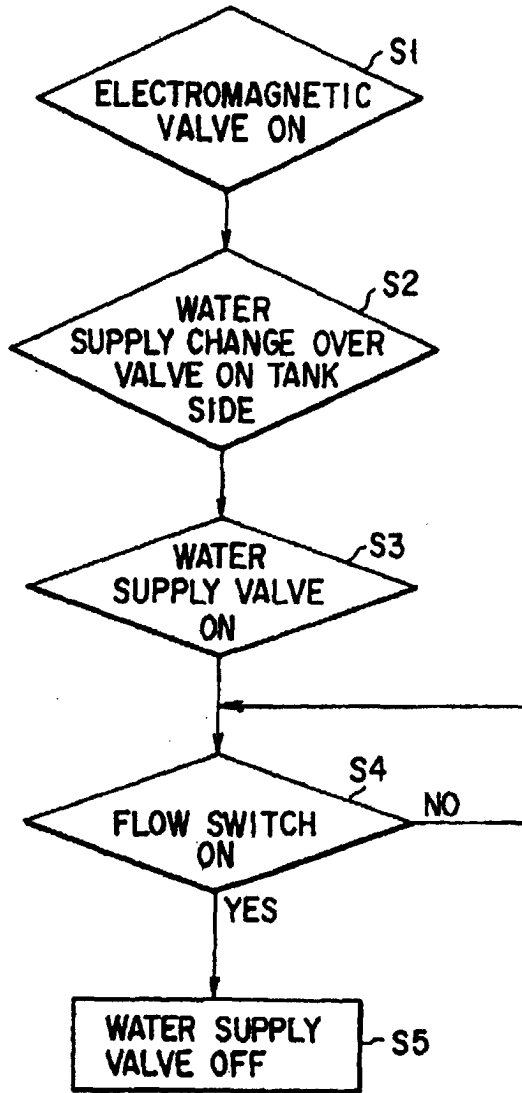 S1
ELECTROMAGNETIC
VALVE ON
S2
WATER
SUPPLY CHANGE OVER
VALVE ON TANK
SIDE
S3
WATER
SUPPLY VALVE
ON
S4
FLOW SWITCH
ON
NO
YES
WATER SUPPLY
VALVE OFF
S5